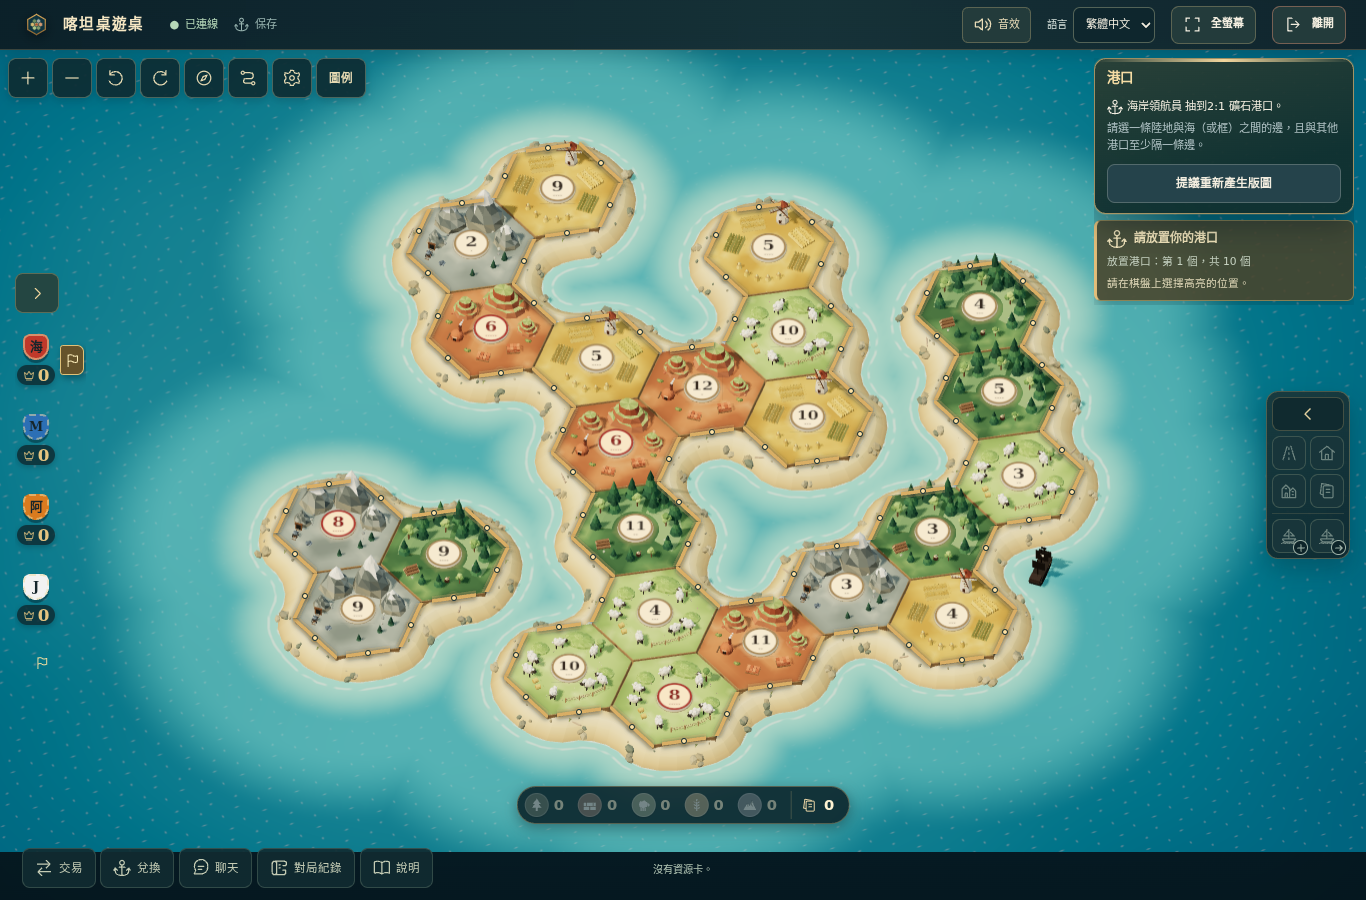 喀坦桌遊桌
已連線
保存
音效
語言
繁體中文
全螢幕
離開
圖例
港口
海岸領航員 抽到2:1 礦石港口。
請選一條陸地與海（或框）之間的邊，且與其他
港口至少隔一條邊。
提議重新產生版圖
請放置你的港口
放置港口：第 1 個，共 10 個
請在棋盤上選擇高亮的位置。
海
0
M
0
阿
0
J
0
9
2
5
4
6
5
10
12
5
10
6
3
8
9
11
3
9
4
3
4
11
10
8
0
0
0
0
0
0
交易
兌換
聊天
對局紀錄
說明
沒有資源卡。